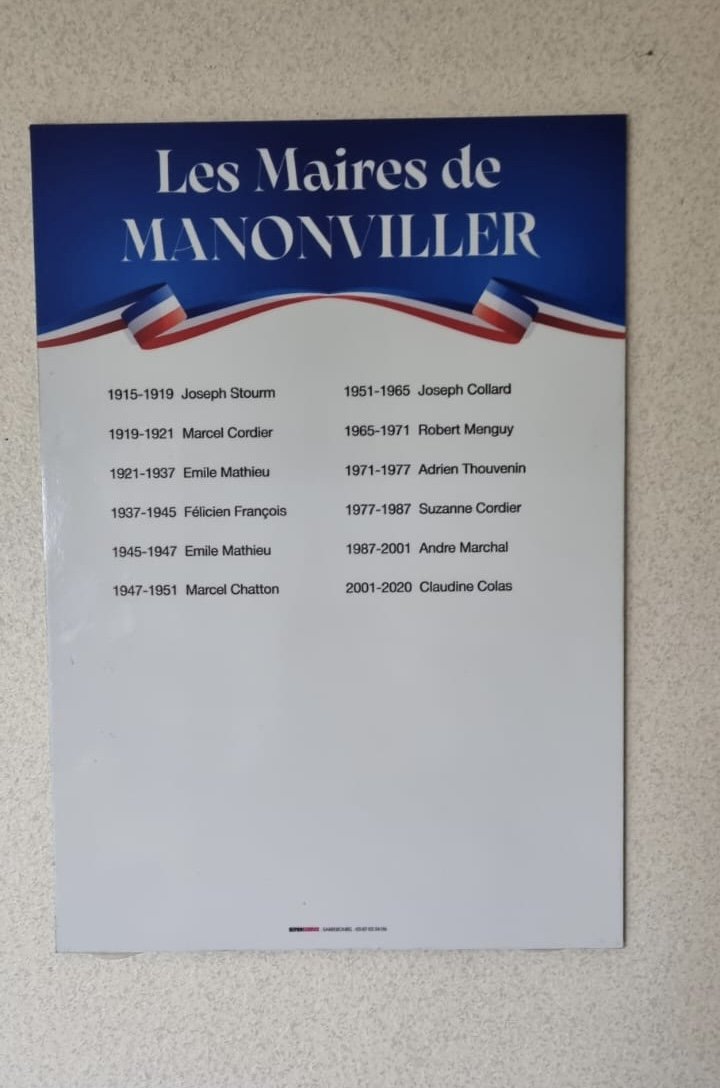 Les Maires de
MANONVILLER
1915-1919 Joseph Stourm
1919-1921 Marcel Cordier
1921-1937 Emile Mathieu
1937-1945 Félicien François
1945-1947 Emile Mathieu
1947-1951 Marcel Chatton
1951-1965 Joseph Collard
1965-1971 Robert Menguy
1971-1977 Adrien Thouvenin
1977-1987 Suzanne Cordier
1987-2001 Andre Marchal
2001-2020 Claudine Colas
SARREBOURG